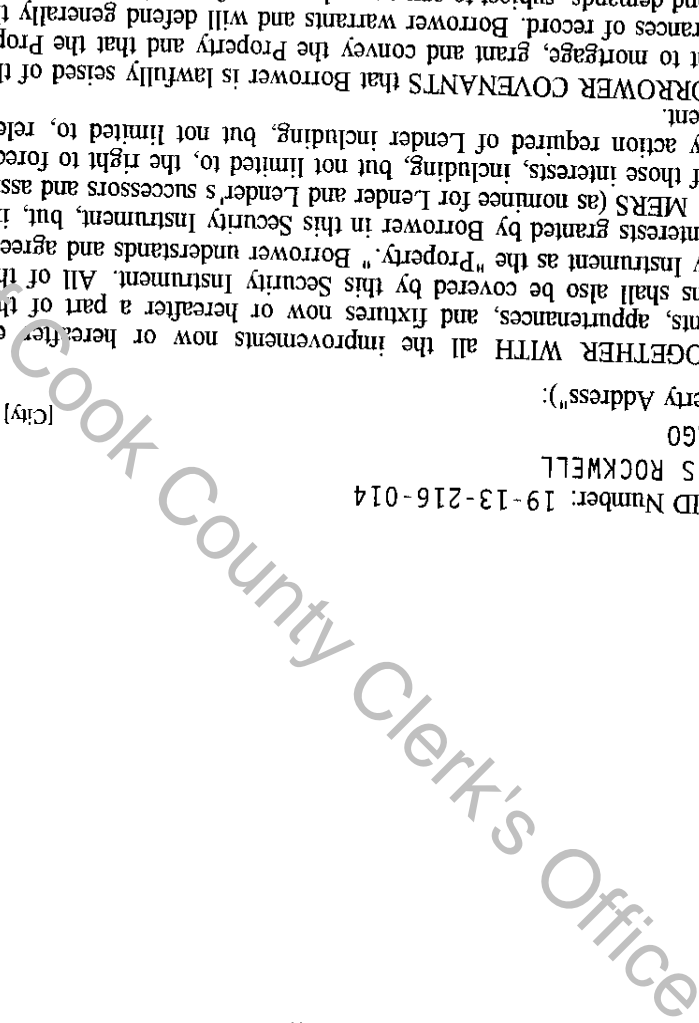 ID Number: 19-13-216-014
S ROCKWELL
GO
[City]
erty Address"):
OGETHER WITH all the improvements now or hereafter e
nts, appurtenances, and fixtures now or hereafter a part of th
ns shall also be covered by this Security Instrument. All of th
y Instrument as the "Property." Borrower understands and agree
nterests granted by Borrower in this Security Instrument, but, i
MERS (as nominee for Lender and Lender's successors and ass
f those interests, including, but not limited to, the right to forec
y action required of Lender including, but not limited to, rele
ent.
ORROWER COVENANTS that Borrower is lawfully seised of th
t to mortgage, grant and convey the Property and that the Prop
rances of record. Borrower warrants and will defend generally t
nd demands, subject to
Cook County Clerk's Office